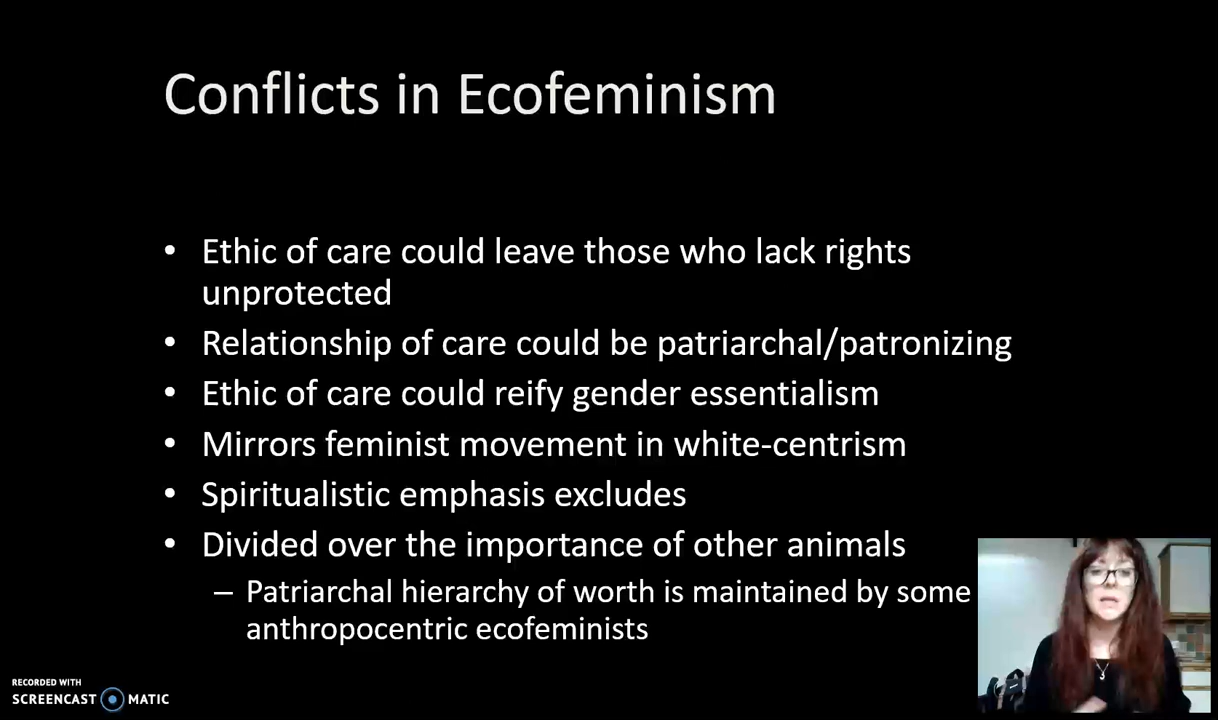 Conflicts in Ecofeminism
• Ethic of care could leave those who lack rights
unprotected
• Relationship of care could be patriarchal/patronizing
• Ethic of care could reify gender essentialism
• Mirrors feminist movement in white-centrism
• Spiritualistic emphasis excludes
• Divided over the importance of other animals
– Patriarchal hierarchy of worth is maintained by some
anthropocentric ecofeminists
RECORDED WITH
SCREENCAST MATIC